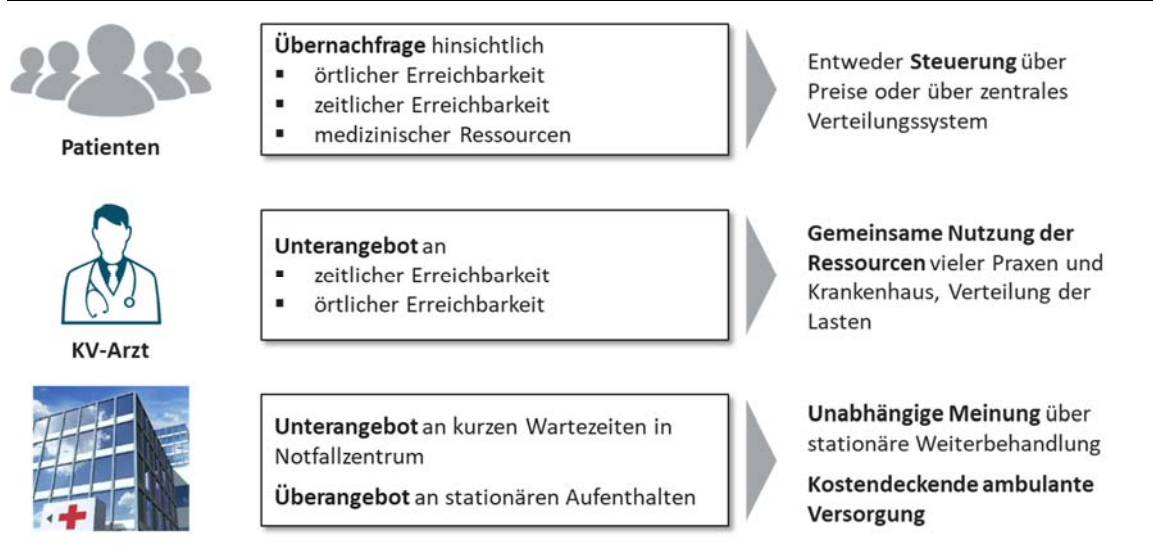 Patienten
Übernachfrage hinsichtlich
▪ örtlicher Erreichbarkeit
▪ zeitlicher Erreichbarkeit
▪ medizinischer Ressourcen
Entweder Steuerung über
Preise oder über zentrales
Verteilungssystem
KV-Arzt
Unterangebot an
▪ zeitlicher Erreichbarkeit
▪ örtlicher Erreichbarkeit
Gemeinsame Nutzung der
Ressourcen vieler Praxen und
Krankenhaus, Verteilung der
Lasten
Unterangebot an kurzen Wartezeiten in
Notfallzentrum
Überangebot an stationären Aufenthalten
Unabhängige Meinung über
stationäre Weiterbehandlung
Kostendeckende ambulante
Versorgung